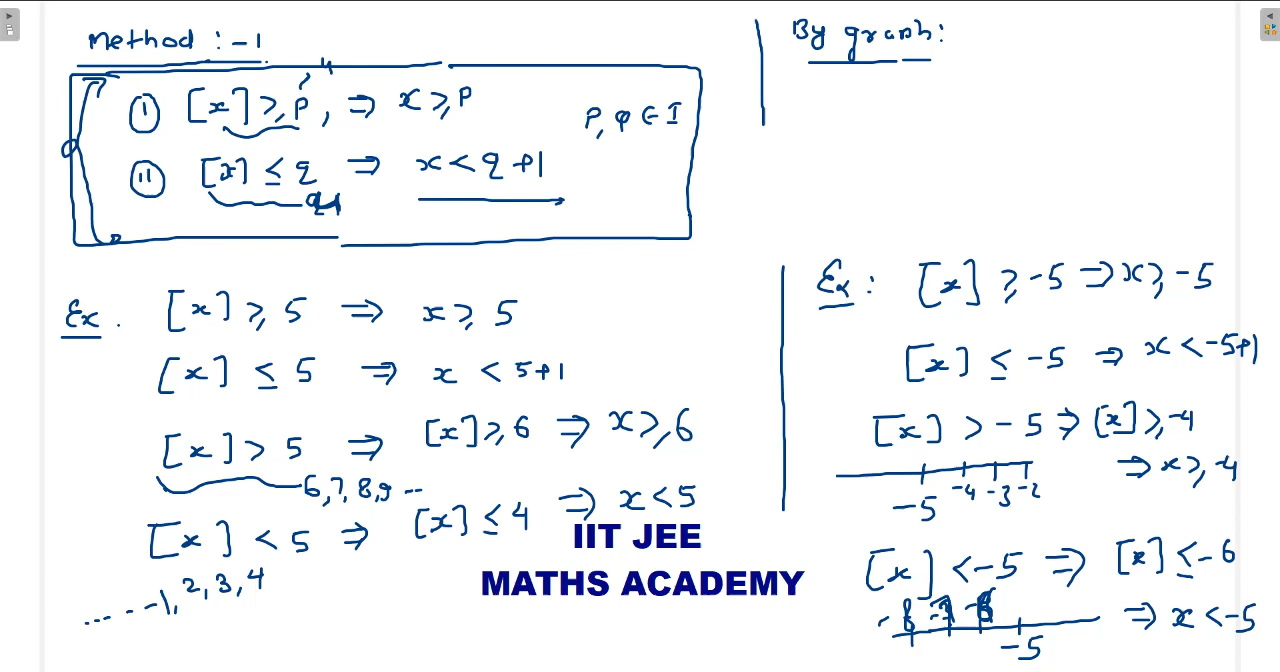 Method : -1
(i) [x] ≥ p, ⇒ x ≥ p
(ii) [x] ≤ q ⇒ x < q+1
p, q ∈ I
By graph:
Ex. [x] ≥ 5 ⇒ x ≥ 5
[x] ≤ 5 ⇒ x < 5+1
[x] > 5 ⇒ [x] ≥ 6 ⇒ x ≥ 6
6, 7, 8, 9 ..
[x] < 5 ⇒ [x] ≤ 4 ⇒ x < 5
..... -1, 2, 3, 4
Ex : [x] ≥ -5 ⇒ x ≥ -5
[x] ≤ -5 ⇒ x < -5+1
[x] > -5 ⇒ [x] ≥ -4
⇒ x ≥ -4
-5 -4 -3 -2
[x] < -5 ⇒ [x] ≤ -6
⇒ x < -5
-5
IIT JEE
MATHS ACADEMY